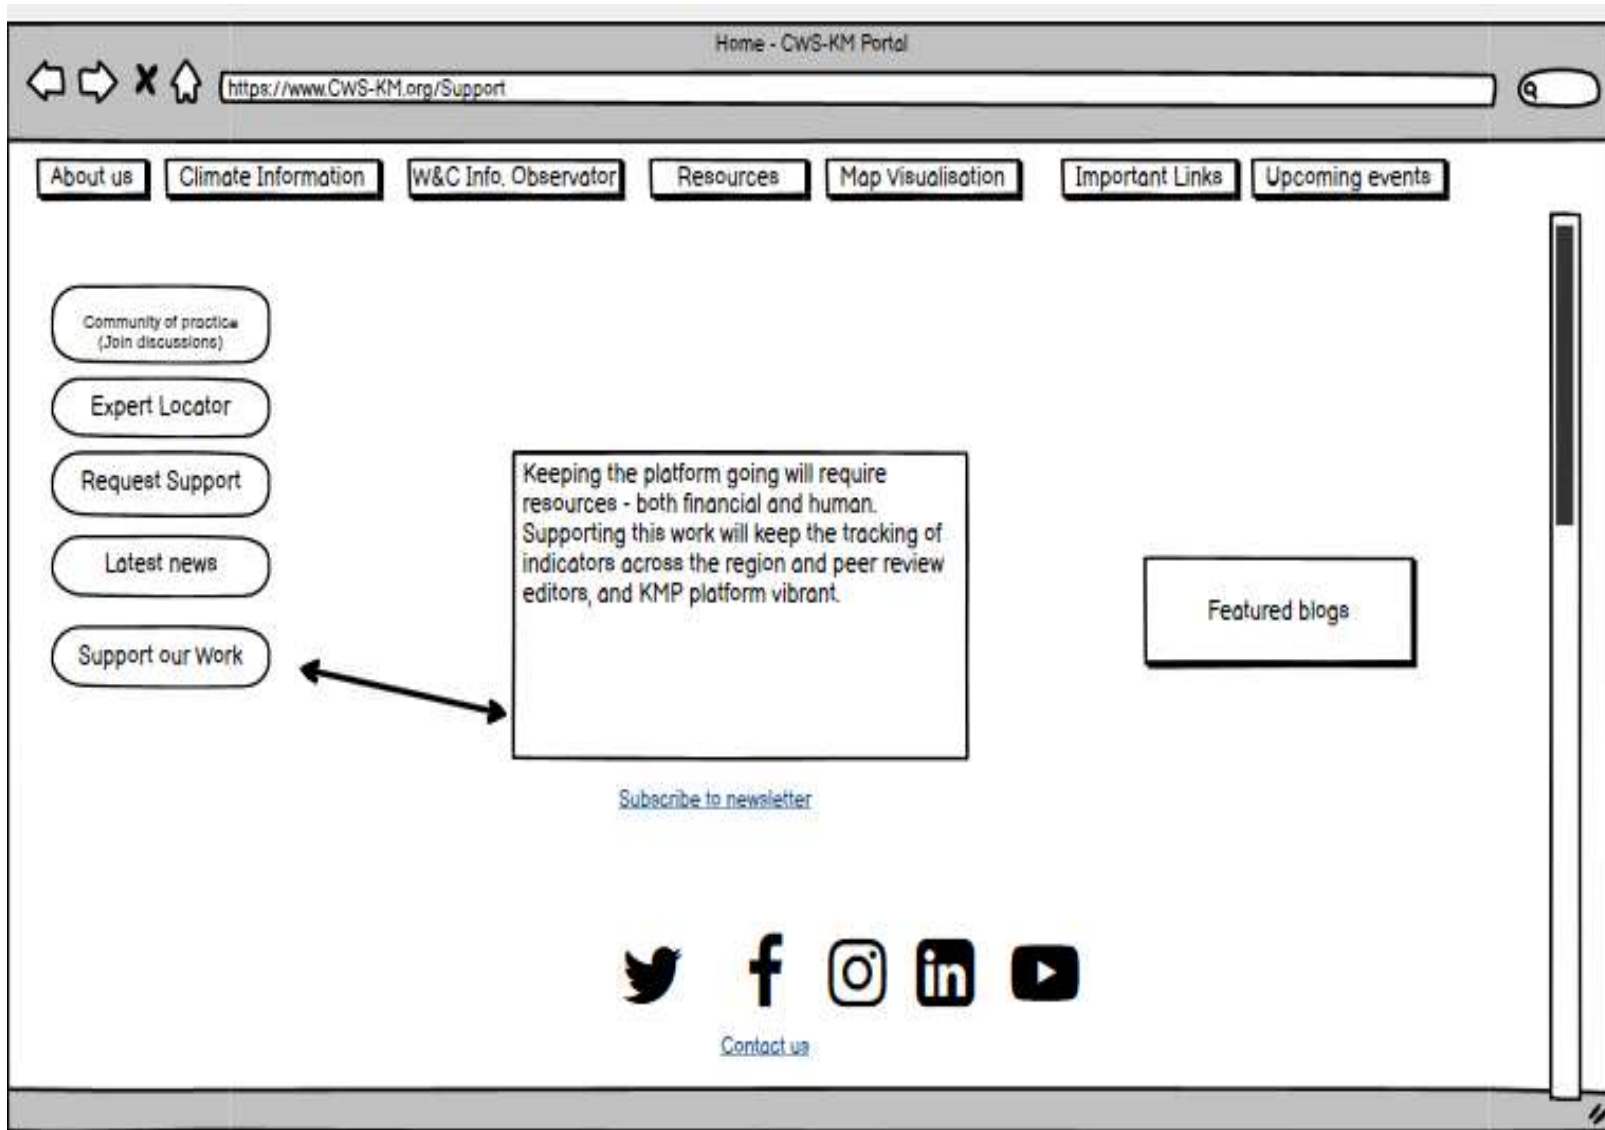 Home - CWS-KM Portal
https://www.CWS-KM.org/Support
About us
Climate Information
W&C Info. Observator
Resources
Map Visualisation
Important Links
Upcoming events
Community of practice
(Join discussions)
Expert Locator
Request Support
Latest news
Support our Work
Keeping the platform going will require
resources - both financial and human.
Supporting this work will keep the tracking of
indicators across the region and peer review
editors, and KMP platform vibrant.
Featured blogs
Subscribe to newsletter
Contact us